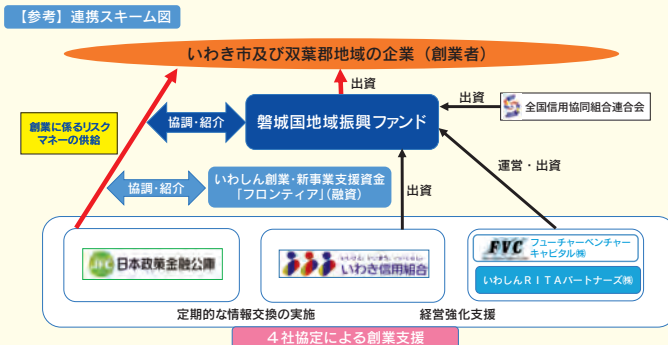 【参考】連携スキーム図
いわき市及び双葉郡地域の企業（創業者）
出資
出資
全国信用協同組合連合会
創業に係るリスク
マネーの供給
協調・紹介
磐城国地域振興ファンド
運営・出資
協調・紹介
いわしん創業・新事業支援資金
「フロンティア」（融資）
出資
JFC 日本政策金融公庫
いわき信用組合
FVC フューチャーベンチャー
キャピタル㈱
いわしんRITAパートナーズ㈱
定期的な情報交換の実施
経営強化支援
４社協定による創業支援